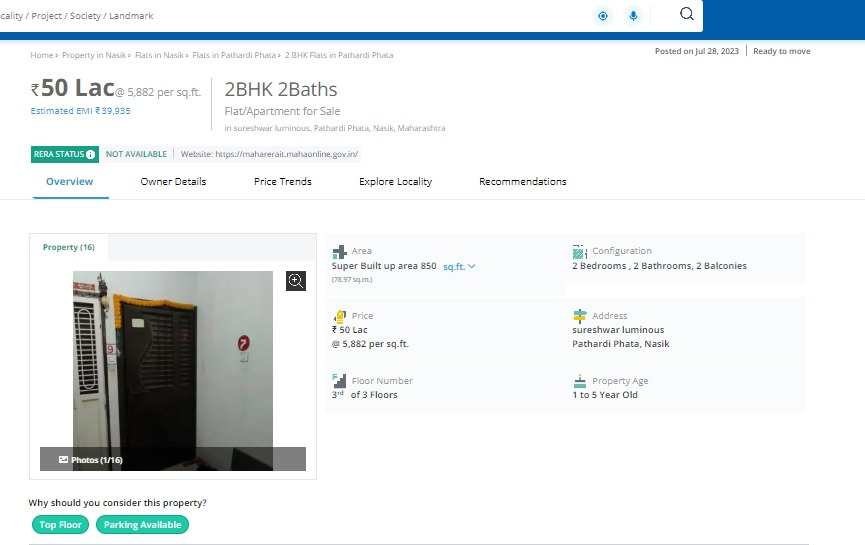 cality / Project / Society / Landmark
Posted on Jul 28, 2023 | Ready to move
Home› Property in Nasik› Flats in Nasik› Flats in Pathardi Phata› 2 BHK Flats in Pathardi Phata
₹50 Lac @ 5,882 per sq.ft.
Estimated EMI ₹ 39,935
2BHK 2Baths
Flat/Apartment for Sale
in sureshwar luminous, Pathardi Phata, Nasik, Maharashtra
RERA STATUS i NOT AVAILABLE | Website: https://maharerait.mahaonline.gov.in/
Overview Owner Details Price Trends Explore Locality Recommendations
Property (16)
9
7
Photos (1/16)
Area
Super Built up area 850 sq.ft.
(78.97 sq.m.)
Configuration
2 Bedrooms , 2 Bathrooms, 2 Balconies
Price
₹ 50 Lac
@ 5,882 per sq.ft.
Address
sureshwar luminous
Pathardi Phata, Nasik
Floor Number
3rd of 3 Floors
Property Age
1 to 5 Year Old
Why should you consider this property?
Top Floor Parking Available